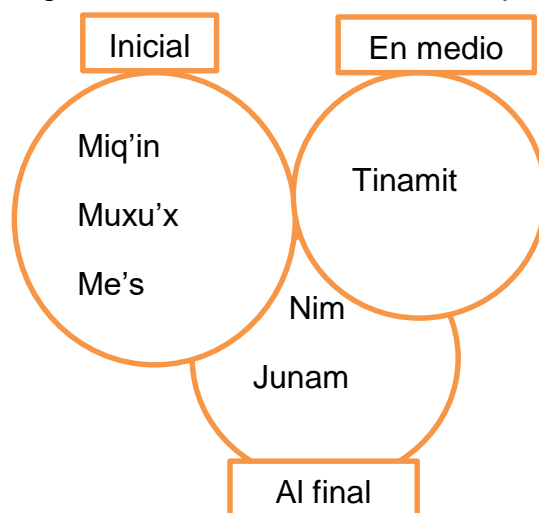 Inicial
En medio
Miq'in
Muxu'x
Me's
Tinamit
Nim
Junam
Al final